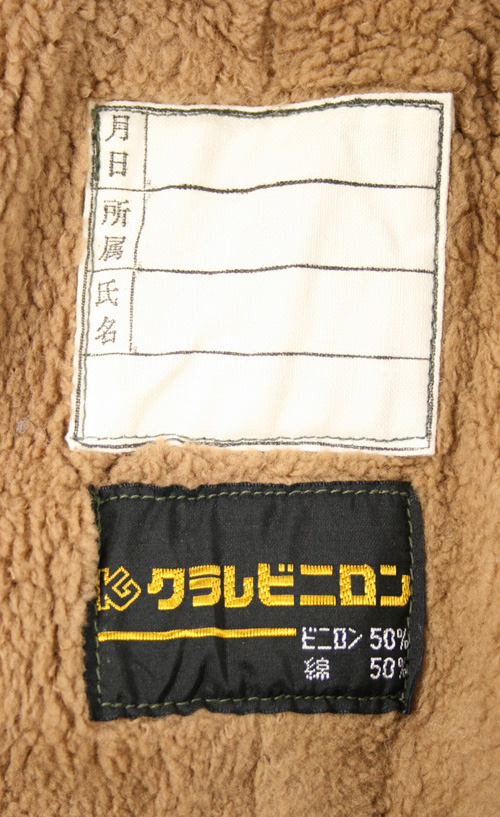 月日
所属
氏名
クラレビニロン
ビニロン 50%
綿 50%